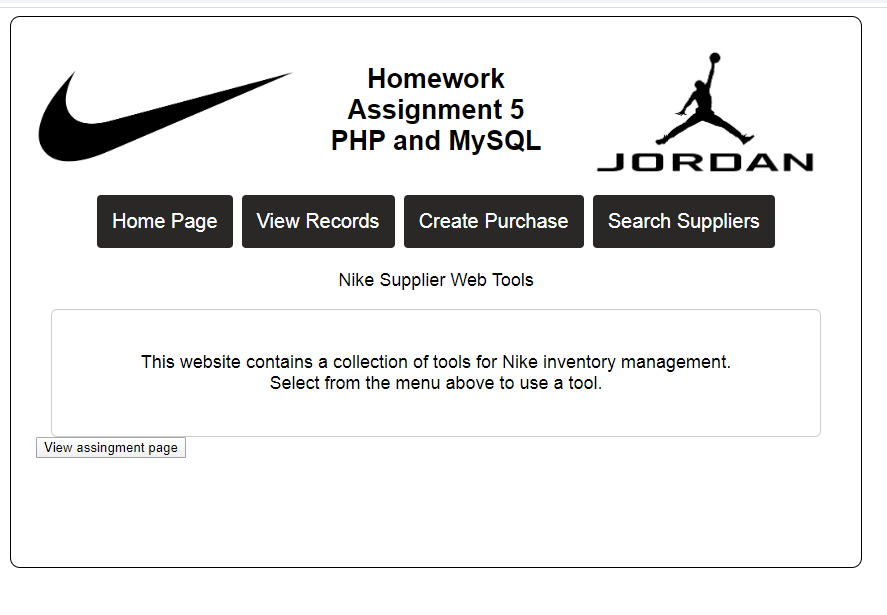 Homework
Assignment 5
PHP and MySQL
JORDAN
Home Page
View Records
Create Purchase
Search Suppliers
Nike Supplier Web Tools
This website contains a collection of tools for Nike inventory management.
Select from the menu above to use a tool.
View assingment page